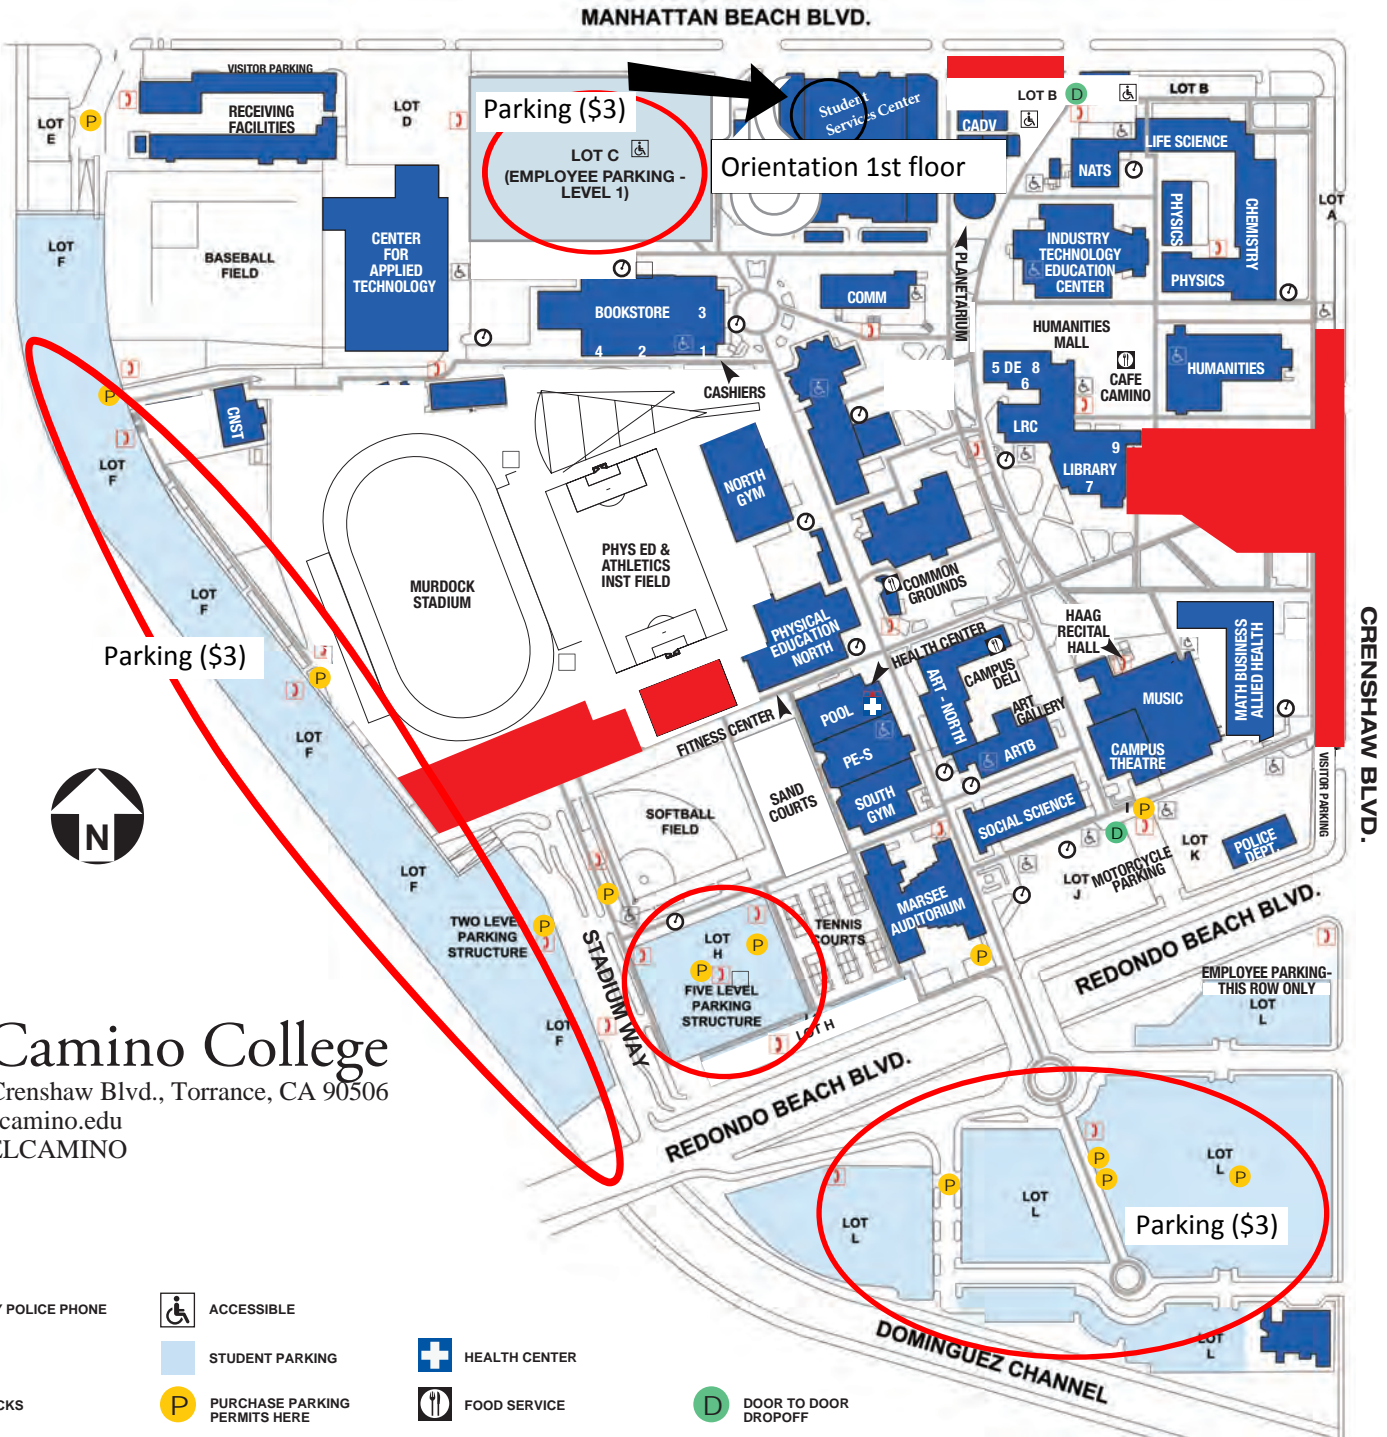 MANHATTAN BEACH BLVD.
VISITOR PARKING
RECEIVING
FACILITIES
LOT
E
P
LOT
D
Parking ($3)
LOT C
(EMPLOYEE PARKING -
LEVEL 1)
Student
Services Center
Orientation 1st floor
CADV
LOT B
D
LOT B
LIFE SCIENCE
NATS
PHYSICS
CHEMISTRY
PHYSICS
LOT
A
LOT
F
BASEBALL
FIELD
CENTER
FOR
APPLIED
TECHNOLOGY
INDUSTRY
TECHNOLOGY
EDUCATION
CENTER
PLANETARIUM
COMM
BOOKSTORE 3
4 2 1
CASHIERS
HUMANITIES
MALL
5 DE 8
6
CAFE
CAMINO
HUMANITIES
LRC
9
LIBRARY
7
P
CNST
LOT
F
NORTH
GYM
PHYS ED &
ATHLETICS
INST FIELD
MURDOCK
STADIUM
LOT
F
Parking ($3)
P
COMMON
GROUNDS
PHYSICAL
EDUCATION
NORTH
HEALTH CENTER
HAAG
RECITAL
HALL
MATH BUSINESS
ALLIED HEALTH
CRENSHAW BLVD.
CAMPUS
DELI
ART - NORTH
ART
GALLERY
MUSIC
POOL
FITNESS CENTER
LOT
F
PE-S
ARTB
CAMPUS
THEATRE
VISITOR PARKING
N
SAND
COURTS
SOUTH
GYM
SOCIAL SCIENCE
SOFTBALL
FIELD
P
D
LOT
K
POLICE
DEPT.
MOTORCYCLE
PARKING
LOT
J
LOT
F
P
MARSEE
AUDITORIUM
TENNIS
COURTS
TWO LEVEL
PARKING
STRUCTURE
P
STADIUM WAY
LOT
H
P
P
FIVE LEVEL
PARKING
STRUCTURE
P
REDONDO BEACH BLVD.
EMPLOYEE PARKING-
THIS ROW ONLY
LOT
L
LOT
F
LOT H
REDONDO BEACH BLVD.
Camino College
Crenshaw Blvd., Torrance, CA 90506
camino.edu
ELCAMINO
P
LOT
L
LOT
L
P
P
LOT
L
P
Parking ($3)
LOT
L
DOMINGUEZ CHANNEL
POLICE PHONE
ACCESSIBLE
STUDENT PARKING
HEALTH CENTER
CKS
P
PURCHASE PARKING
PERMITS HERE
FOOD SERVICE
D
DOOR TO DOOR
DROPOFF